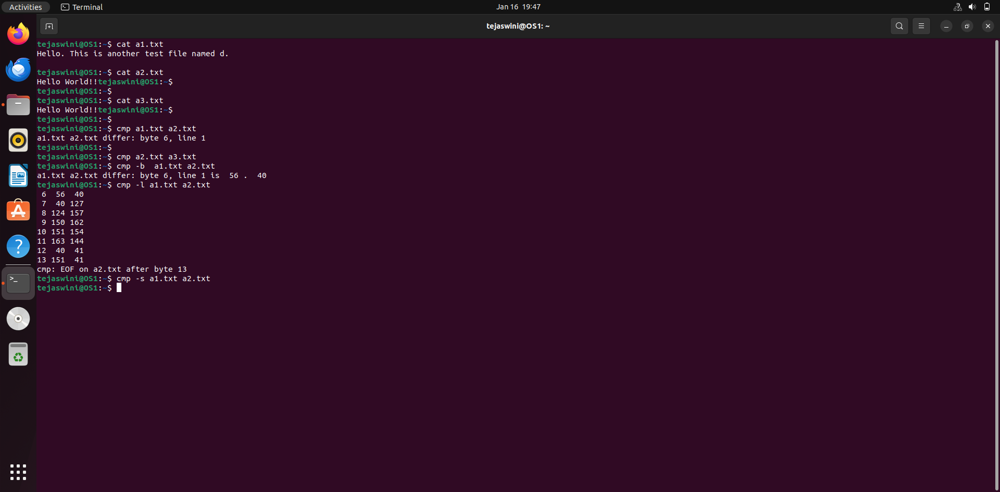 Activities Terminal Jan 16 19:47
tejaswini@OS1: ~
tejaswini@OS1:~$ cat a1.txt
Hello. This is another test file named d.
tejaswini@OS1:~$ cat a2.txt
Hello World!!tejaswini@OS1:~$
tejaswini@OS1:~$
tejaswini@OS1:~$ cat a3.txt
Hello World!!tejaswini@OS1:~$
tejaswini@OS1:~$
tejaswini@OS1:~$ cmp a1.txt a2.txt
a1.txt a2.txt differ: byte 6, line 1
tejaswini@OS1:~$
tejaswini@OS1:~$ cmp a2.txt a3.txt
tejaswini@OS1:~$ cmp -b  a1.txt a2.txt
a1.txt a2.txt differ: byte 6, line 1 is  56 .  40
tejaswini@OS1:~$ cmp -l a1.txt a2.txt
 6  56  40
 7  40 127
 8 124 157
 9 150 162
10 151 154
11 163 144
12  40  41
13 151  41
cmp: EOF on a2.txt after byte 13
tejaswini@OS1:~$ cmp -s a1.txt a2.txt
tejaswini@OS1:~$